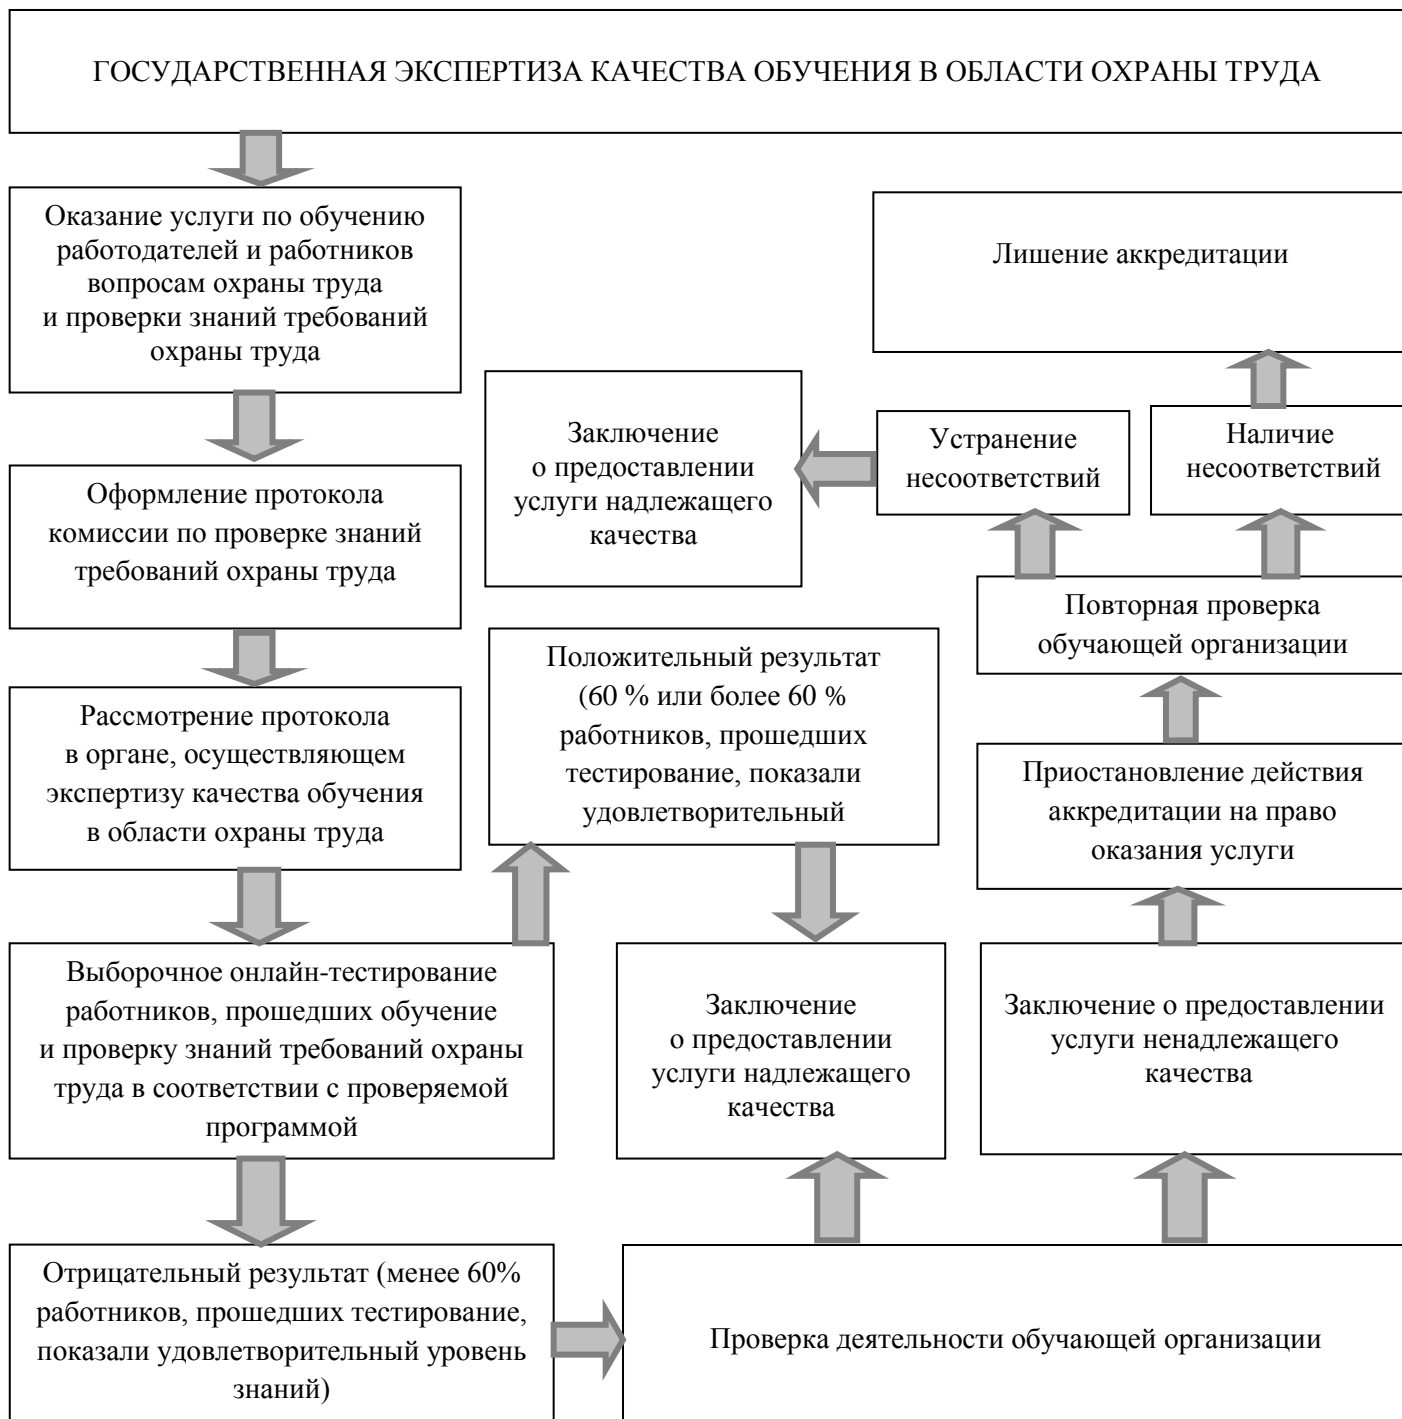 ГОСУДАРСТВЕННАЯ ЭКСПЕРТИЗА КАЧЕСТВА ОБУЧЕНИЯ В ОБЛАСТИ ОХРАНЫ ТРУДА
Оказание услуги по обучению
работодателей и работников
вопросам охраны труда
и проверки знаний требований
охраны труда
Оформление протокола
комиссии по проверке знаний
требований охраны труда
Рассмотрение протокола
в органе, осуществляющем
экспертизу качества обучения
в области охраны труда
Выборочное онлайн-тестирование
работников, прошедших обучение
и проверку знаний требований охраны
труда в соответствии с проверяемой
программой
Отрицательный результат (менее 60%
работников, прошедших тестирование,
показали удовлетворительный уровень
знаний)
Проверка деятельности обучающей организации
Положительный результат
(60 % или более 60 %
работников, прошедших
тестирование, показали
удовлетворительный
Заключение
о предоставлении
услуги надлежащего
качества
Заключение о предоставлении
услуги ненадлежащего
качества
Приостановление действия
аккредитации на право
оказания услуги
Повторная проверка
обучающей организации
Устранение
несоответствий
Заключение
о предоставлении
услуги надлежащего
качества
Наличие
несоответствий
Лишение аккредитации